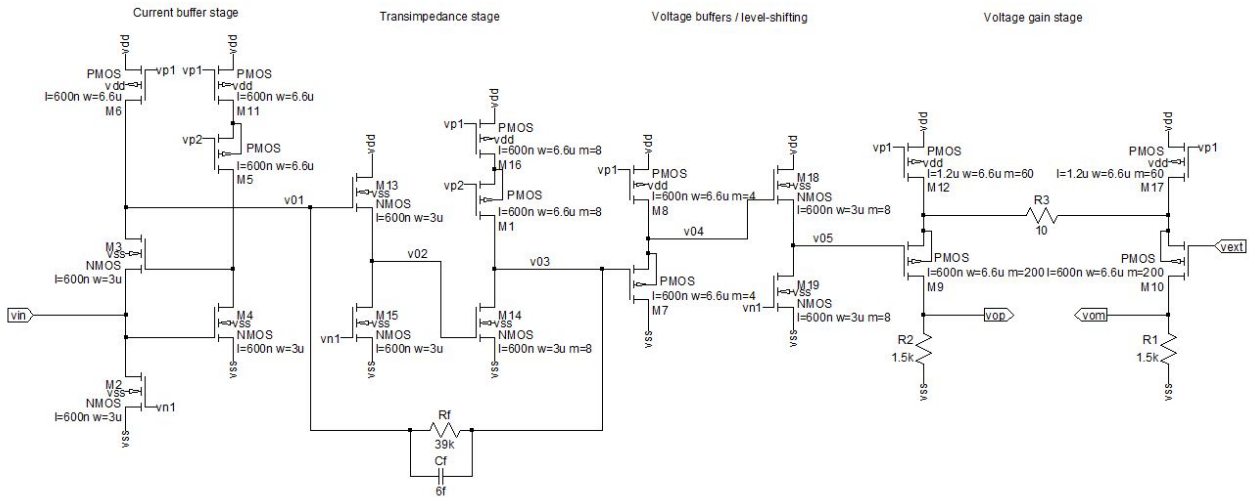 Current buffer stage
Transimpedance stage
Voltage buffers / level-shifting
Voltage gain stage
vdd
vp1
PMOS
vdd
l=600n w=6.6u
M6
vdd
vp1
PMOS
vdd
l=600n w=6.6u
M11
vp2
PMOS
l=600n w=6.6u
M5
M3
vss
NMOS
l=600n w=3u
vin
M4
vss
NMOS
l=600n w=3u
vss
M2
vss
NMOS
l=600n w=3u
vn1
vss
v01
vdd
M13
vss
NMOS
l=600n w=3u
v02
M15
vss
NMOS
l=600n w=3u
vn1
vss
vdd
vp1
PMOS
vdd
l=600n w=6.6u m=8
M16
vp2
PMOS
l=600n w=6.6u m=8
M1
v03
M14
vss
NMOS
l=600n w=3u m=8
vss
Rf
39k
Cf
6f
vdd
vp1
PMOS
vdd
l=600n w=6.6u m=4
M8
v04
PMOS
l=600n w=6.6u m=4
M7
vss
vdd
M18
vss
NMOS
l=600n w=3u m=8
v05
M19
vss
NMOS
l=600n w=3u m=8
vn1
vss
vdd
vp1
PMOS
vdd
l=1.2u w=6.6u m=60
M12
R3
10
vdd
vp1
PMOS
vdd
l=1.2u w=6.6u m=60
M17
PMOS
l=600n w=6.6u m=200
M9
vext
PMOS
l=600n w=6.6u m=200
M10
vop
vom
R2
1.5k
vss
R1
1.5k
vss